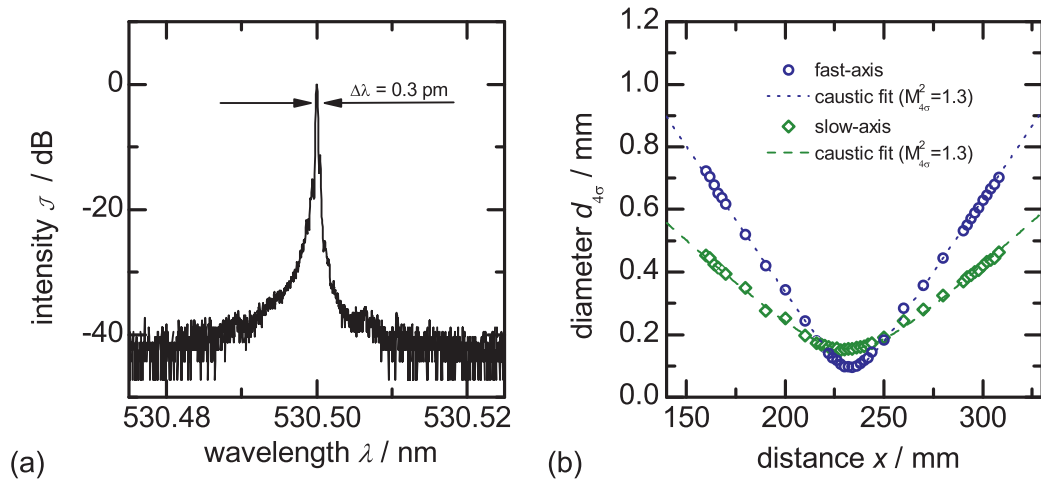 0
-20
-40
intensity ℐ / dB
Δλ = 0.3 pm
530.48
530.50
530.52
wavelength λ / nm
(a)
1.2
1.0
0.8
0.6
0.4
0.2
0.0
diameter d4σ / mm
fast-axis
caustic fit (M²4σ=1.3)
slow-axis
caustic fit (M²4σ=1.3)
150
200
250
300
distance x / mm
(b)